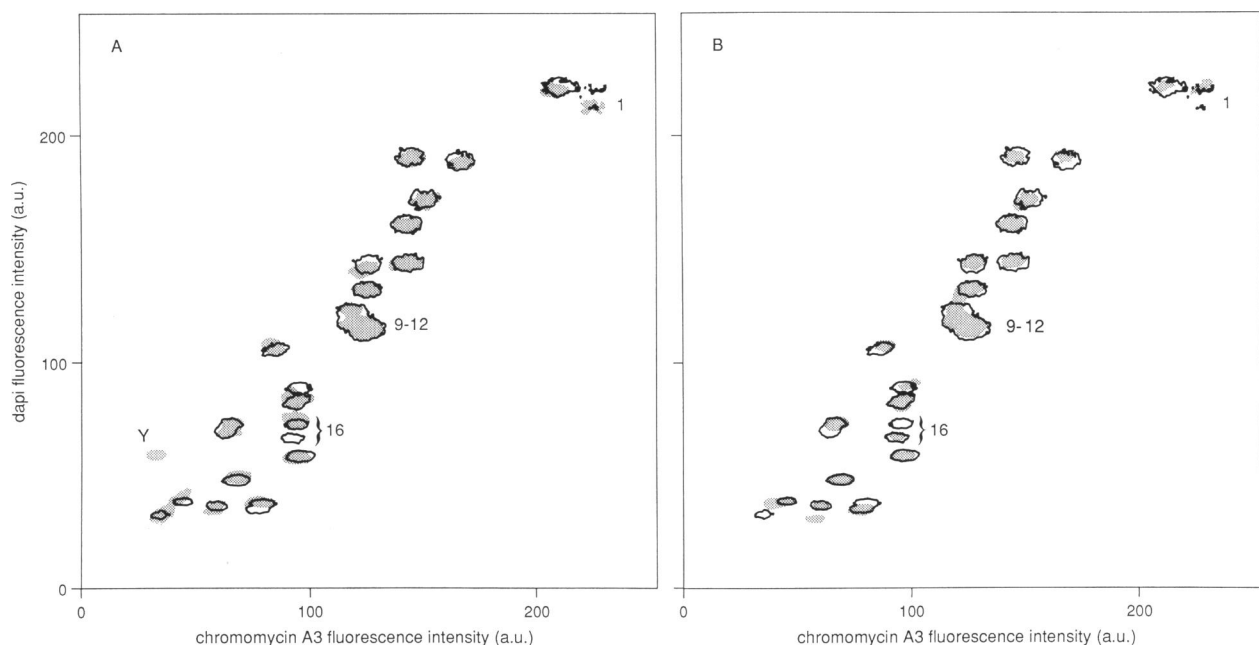 A
B
1
1
200
dapi fluorescence intensity (a.u.)
9-12
9-12
100
16
16
Y
0
0
100
200
0
100
200
chromomycin A3 fluorescence intensity (a.u.)
chromomycin A3 fluorescence intensity (a.u.)